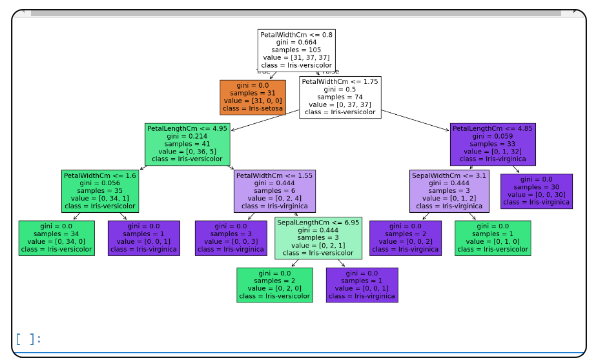 PetalWidthCm <= 0.8
gini = 0.664
samples = 105
value = [31, 37, 37]
class = Iris-versicolor
gini = 0.0
samples = 31
value = [31, 0, 0]
class = Iris-setosa
PetalWidthCm <= 1.75
gini = 0.5
samples = 74
value = [0, 37, 37]
class = Iris-versicolor
PetalLengthCm <= 4.95
gini = 0.214
samples = 41
value = [0, 36, 5]
class = Iris-versicolor
PetalLengthCm <= 4.85
gini = 0.059
samples = 33
value = [0, 1, 32]
class = Iris-virginica
PetalWidthCm <= 1.6
gini = 0.056
samples = 35
value = [0, 34, 1]
class = Iris-versicolor
PetalWidthCm <= 1.55
gini = 0.444
samples = 6
value = [0, 2, 4]
class = Iris-virginica
SepalWidthCm <= 3.1
gini = 0.444
samples = 3
value = [0, 1, 2]
class = Iris-virginica
gini = 0.0
samples = 30
value = [0, 0, 30]
class = Iris-virginica
gini = 0.0
samples = 34
value = [0, 34, 0]
class = Iris-versicolor
gini = 0.0
samples = 1
value = [0, 0, 1]
class = Iris-virginica
gini = 0.0
samples = 3
value = [0, 0, 3]
class = Iris-virginica
SepalLengthCm <= 6.95
gini = 0.444
samples = 3
value = [0, 2, 1]
class = Iris-versicolor
gini = 0.0
samples = 2
value = [0, 0, 2]
class = Iris-virginica
gini = 0.0
samples = 1
value = [0, 1, 0]
class = Iris-versicolor
gini = 0.0
samples = 2
value = [0, 2, 0]
class = Iris-versicolor
gini = 0.0
samples = 1
value = [0, 0, 1]
class = Iris-virginica
[ ]: